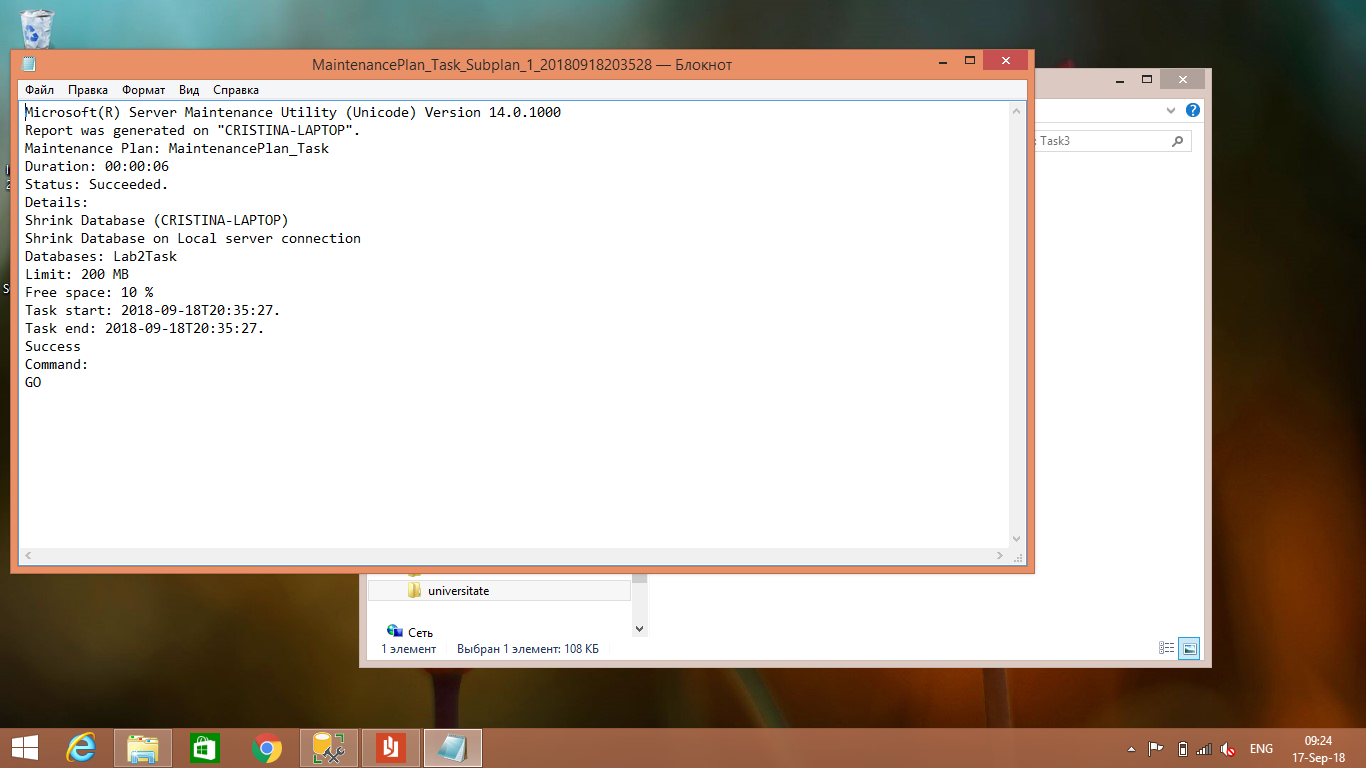 MaintenancePlan_Task_Subplan_1_20180918203528 — Блокнот
Файл Правка Формат Вид Справка
Microsoft(R) Server Maintenance Utility (Unicode) Version 14.0.1000
Report was generated on "CRISTINA-LAPTOP".
Maintenance Plan: MaintenancePlan_Task
Duration: 00:00:06
Status: Succeeded.
Details:
Shrink Database (CRISTINA-LAPTOP)
Shrink Database on Local server connection
Databases: Lab2Task
Limit: 200 MB
Free space: 10 %
Task start: 2018-09-18T20:35:27.
Task end: 2018-09-18T20:35:27.
Success
Command:
GO
Task3
universitate
Сеть
1 элемент Выбран 1 элемент: 108 КБ
ENG
09:24
17-Sep-18